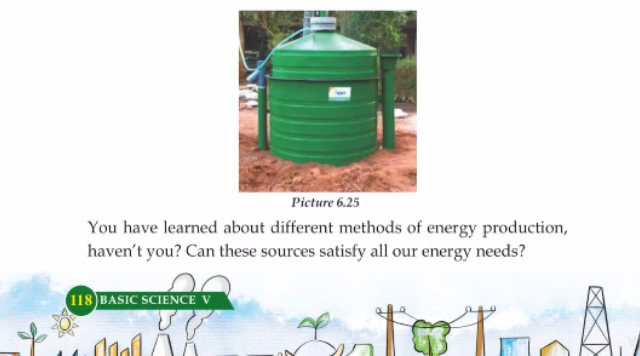 Picture 6.25
You have learned about different methods of energy production,
haven't you? Can these sources satisfy all our energy needs?
118 BASIC SCIENCE V